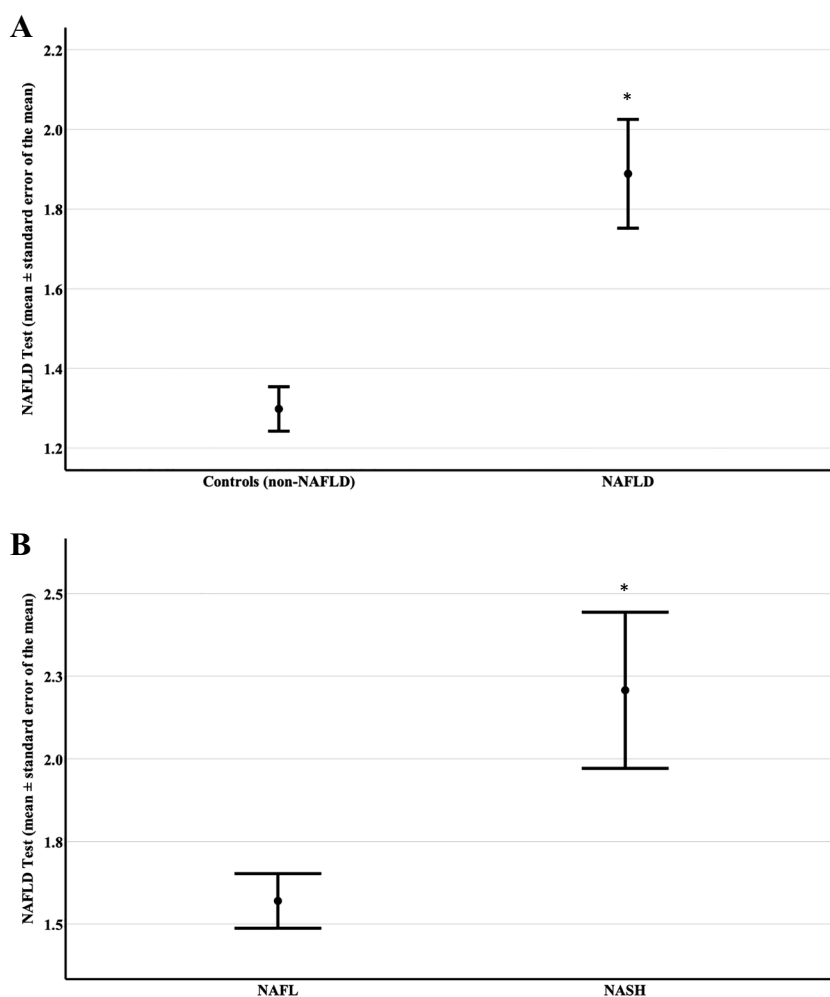 A
NAFLD Test (mean ± standard error of the mean)
2.2
2.0
1.8
1.6
1.4
1.2
*
Controls (non-NAFLD)
NAFLD
B
NAFLD Test (mean ± standard error of the mean)
2.5
2.3
2.0
1.8
1.5
*
NAFL
NASH